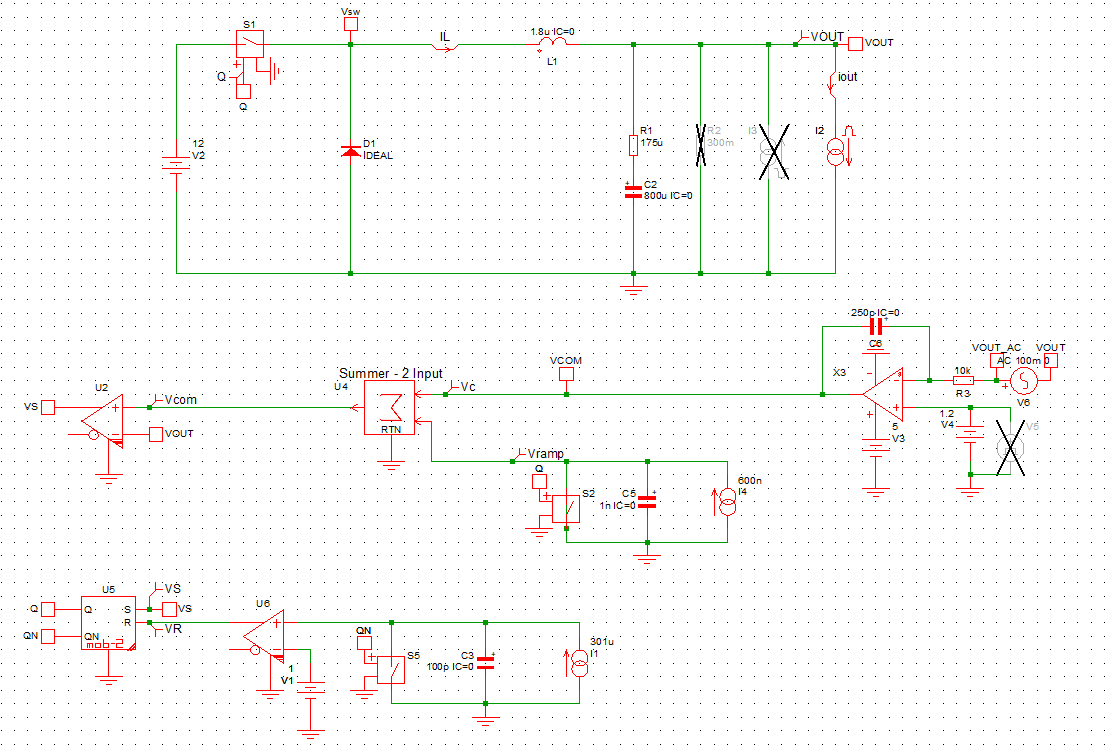 Vsw
S1
IL
1.8u IC=0
L1
VOUT
VOUT
Q
Q
iout
12
V2
D1
IDEAL
R1
175u
R2
300m
I3
I2
C2
800u IC=0
250p IC=0
C6
VOUT_AC
VOUT
AC 100m 0
X3
10k
R3
V6
Summer - 2 Input
VCOM
U2
U4
Vc
VS
Vcom
VOUT
RTN
1.2
V4
V5
5
V3
Vramp
Q
S2
C5
1n IC=0
600n
I4
U5
VS
Q
Q
S
VS
R
VR
QN
QN
U6
1
V1
QN
S5
C3
100p IC=0
301u
I1